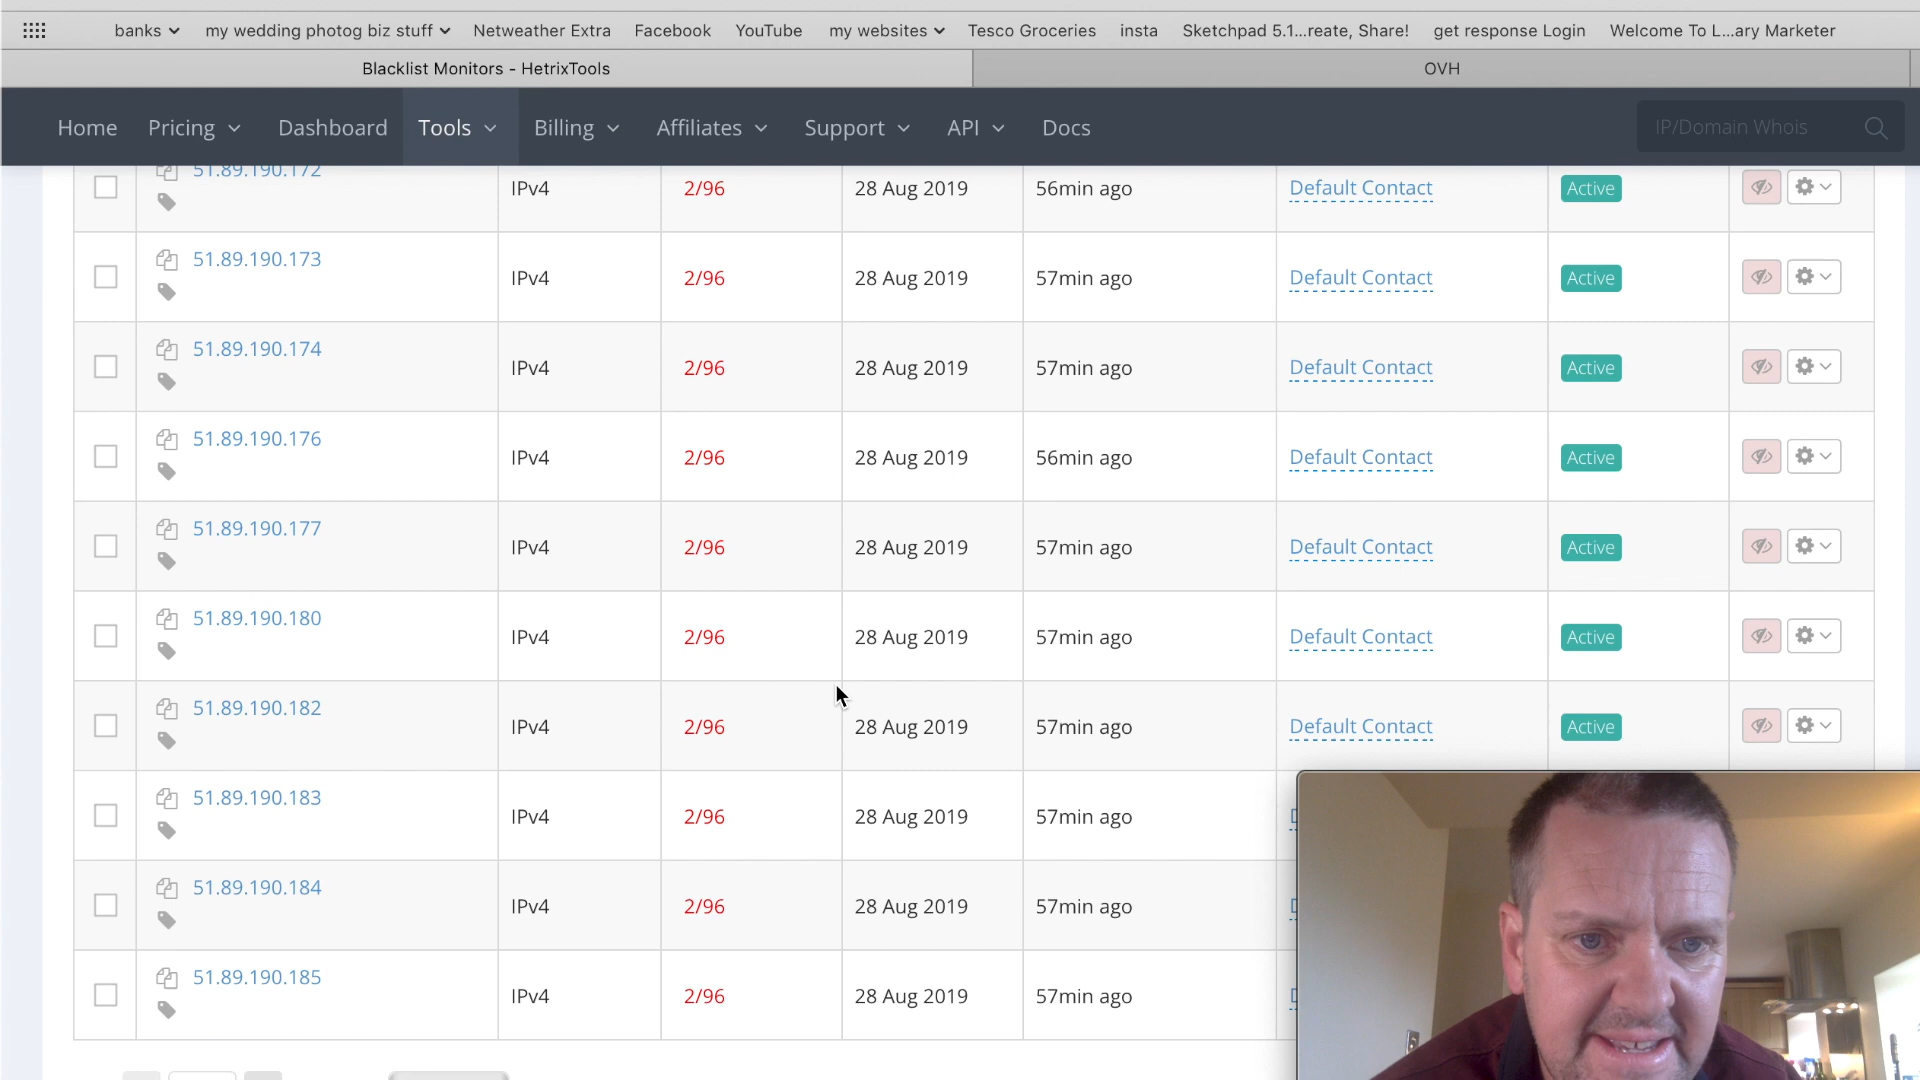 banks my wedding photog biz stuff Netweather Extra Facebook YouTube my websites Tesco Groceries insta Sketchpad 5.1...reate, Share! get response Login Welcome To L...ary Marketer
Blacklist Monitors - HetrixTools OVH
Home Pricing Dashboard Tools Billing Affiliates Support API Docs IP/Domain Whois
51.89.190.172 IPv4 2/96 28 Aug 2019 56min ago Default Contact Active
51.89.190.173 IPv4 2/96 28 Aug 2019 57min ago Default Contact Active
51.89.190.174 IPv4 2/96 28 Aug 2019 57min ago Default Contact Active
51.89.190.176 IPv4 2/96 28 Aug 2019 56min ago Default Contact Active
51.89.190.177 IPv4 2/96 28 Aug 2019 57min ago Default Contact Active
51.89.190.180 IPv4 2/96 28 Aug 2019 57min ago Default Contact Active
51.89.190.182 IPv4 2/96 28 Aug 2019 57min ago Default Contact Active
51.89.190.183 IPv4 2/96 28 Aug 2019 57min ago
51.89.190.184 IPv4 2/96 28 Aug 2019 57min ago
51.89.190.185 IPv4 2/96 28 Aug 2019 57min ago